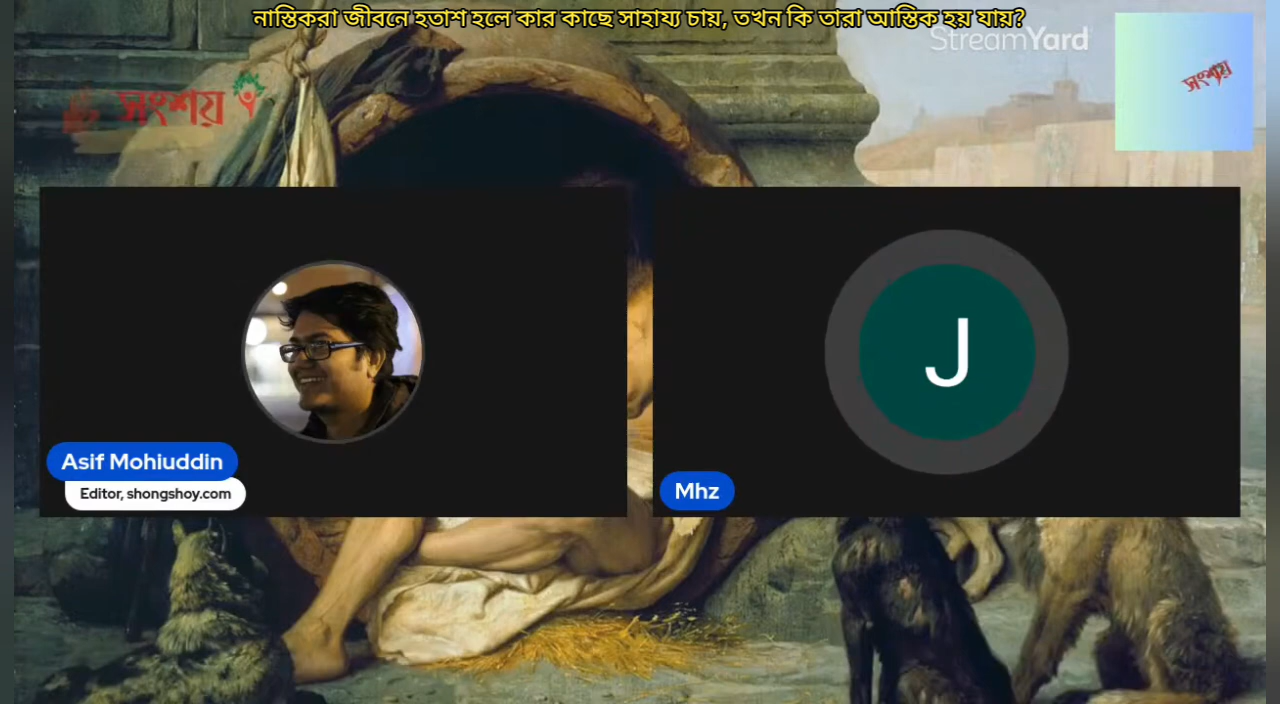 নাস্তিকরা জীবনে হতাশ হলে কার কাছে সাহায্য চায়, তখন কি তারা আস্তিক হয় যায়?
StreamYard
সংশয়
সংশয়
J
Asif Mohiuddin
Editor, shongshoy.com
Mhz